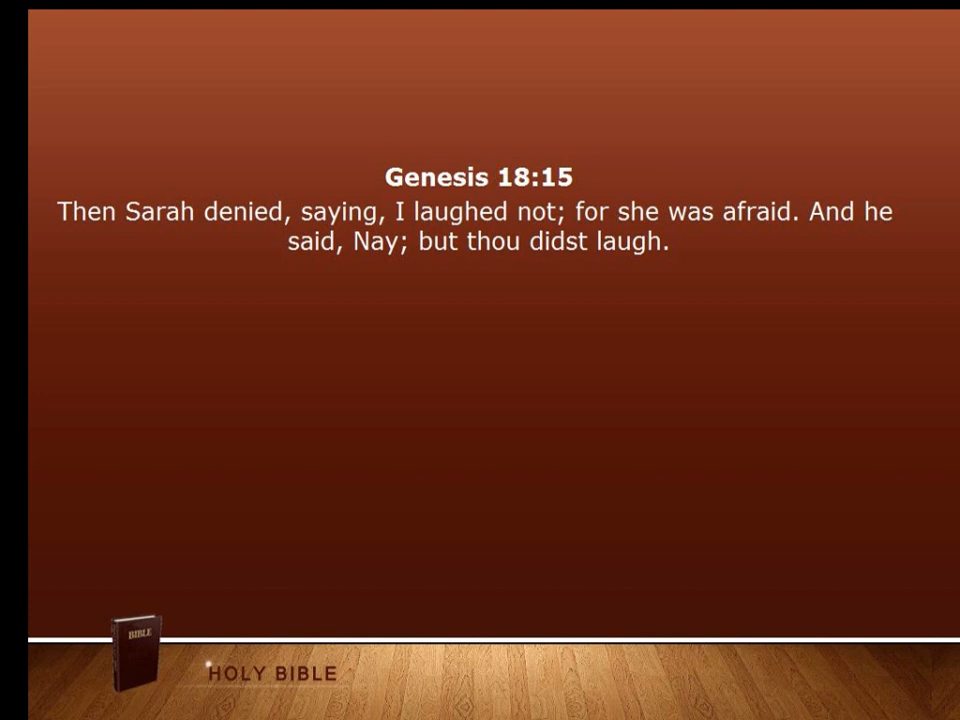 Genesis 18:15
Then Sarah denied, saying, I laughed not; for she was afraid. And he
said, Nay; but thou didst laugh.
BIBLE
HOLY BIBLE